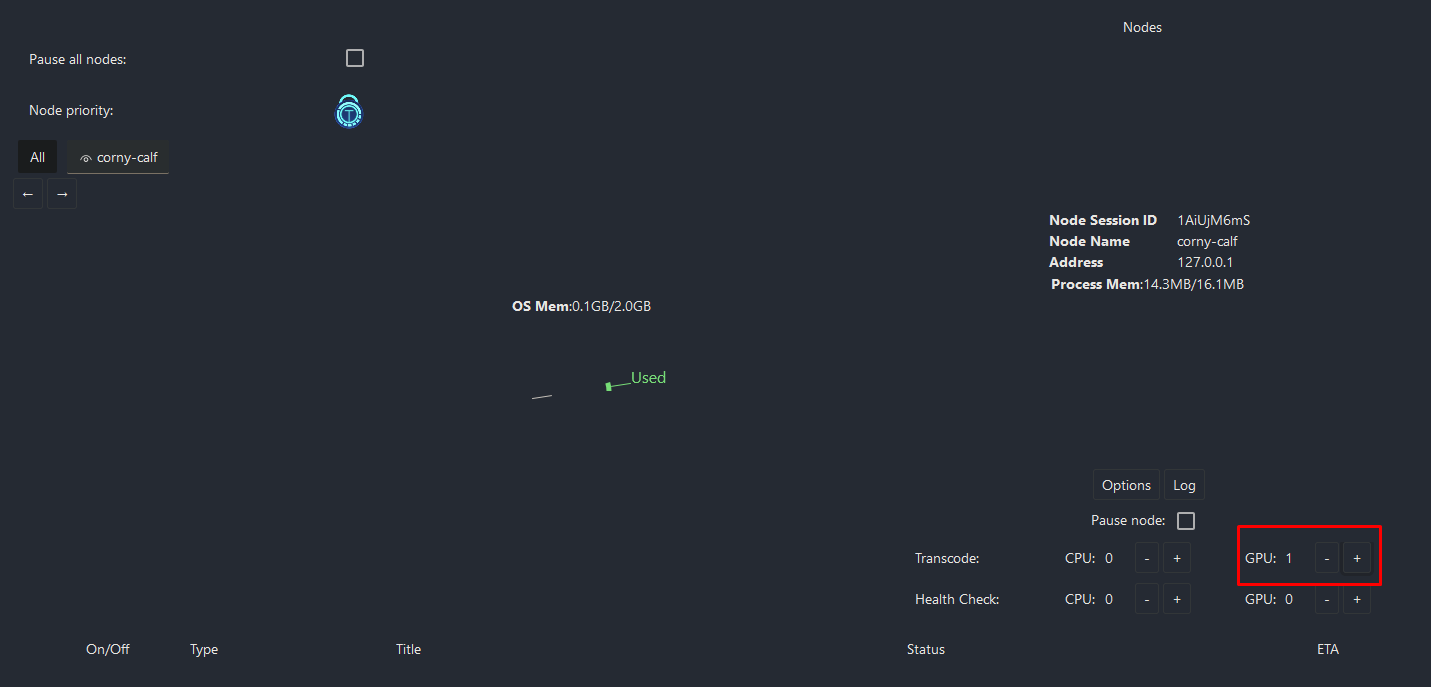 Nodes
Pause all nodes:
Node priority:
All corny-calf
← →
Node Session ID 1AiUjM6mS
Node Name corny-calf
Address 127.0.0.1
Process Mem:14.3MB/16.1MB
OS Mem:0.1GB/2.0GB
Used
Options Log
Pause node:
Transcode: CPU: 0 - + GPU: 1 - +
Health Check: CPU: 0 - + GPU: 0 - +
On/Off Type Title Status ETA